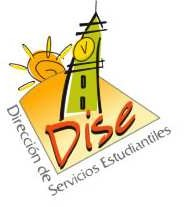 Dise
Dirección de
Servicios Estudiantiles